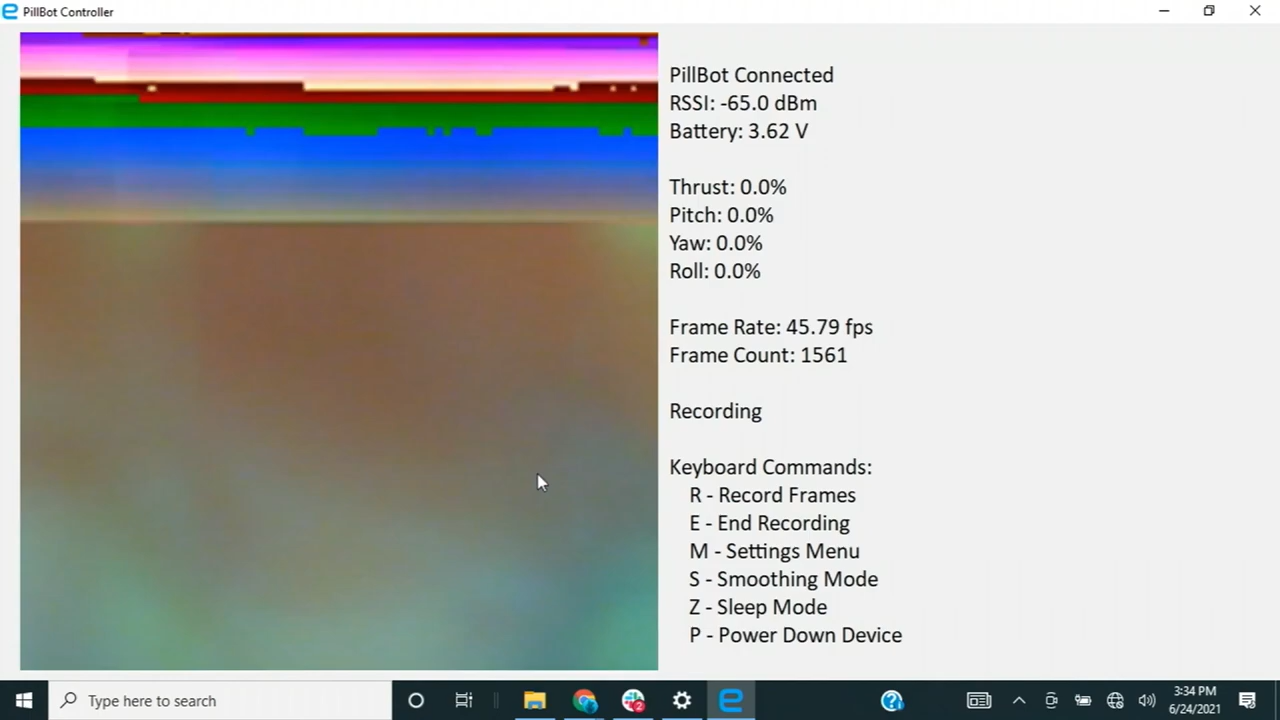 PillBot Controller
PillBot Connected
RSSI: -65.0 dBm
Battery: 3.62 V
Thrust: 0.0%
Pitch: 0.0%
Yaw: 0.0%
Roll: 0.0%
Frame Rate: 45.79 fps
Frame Count: 1561
Recording
Keyboard Commands:
R - Record Frames
E - End Recording
M - Settings Menu
S - Smoothing Mode
Z - Sleep Mode
P - Power Down Device
Type here to search
2
3:34 PM
6/24/2021